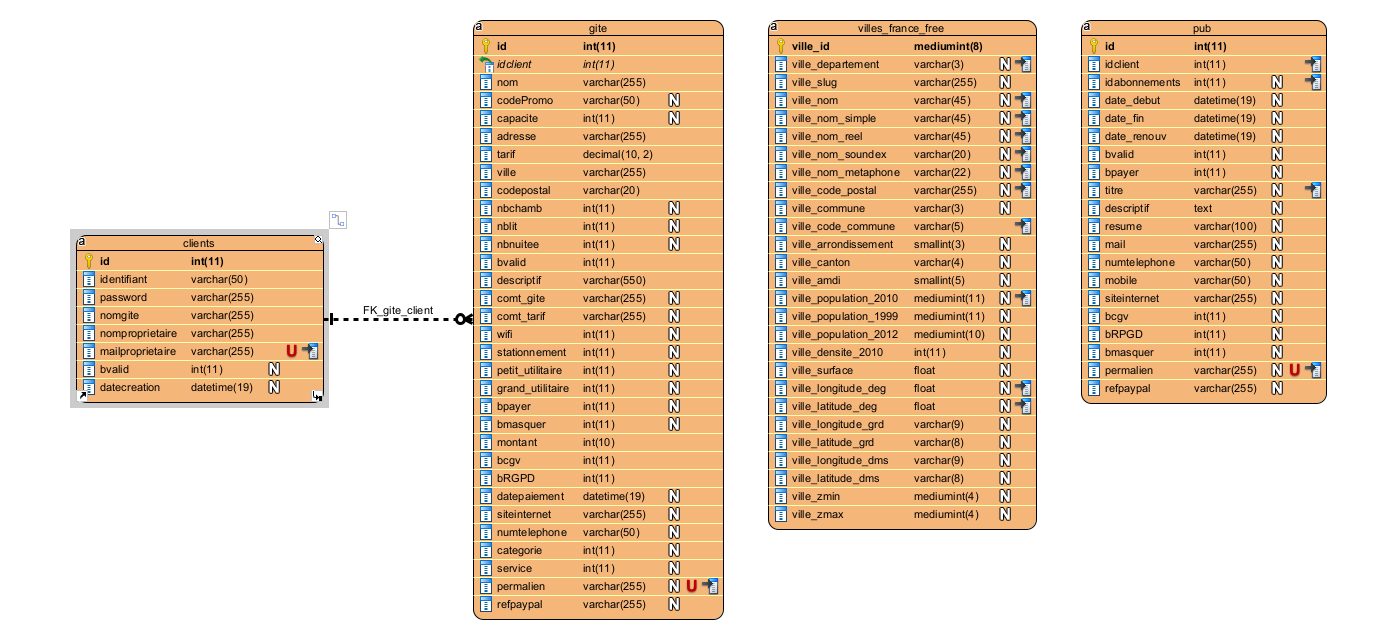 clients
id int(11)
identifiant varchar(50)
password varchar(255)
nomgite varchar(255)
nomproprietaire varchar(255)
mailproprietaire varchar(255) U
bvalid int(11) N
datecreation datetime(19) N
FK_gite_client
gite
id int(11)
idclient int(11)
nom varchar(255)
codePromo varchar(50) N
capacite int(11) N
adresse varchar(255)
tarif decimal(10, 2)
ville varchar(255)
codepostal varchar(20)
nbchamb int(11) N
nblit int(11) N
nbnuitee int(11) N
bvalid int(11)
descriptif varchar(550)
comt_gite varchar(255) N
comt_tarif varchar(255) N
wifi int(11) N
stationnement int(11) N
petit_utilitaire int(11) N
grand_utilitaire int(11) N
bpayer int(11) N
bmasquer int(11) N
montant int(10)
bcgv int(11)
bRGPD int(11)
datepaiement datetime(19) N
siteinternet varchar(255) N
numtelephone varchar(50) N
categorie int(11) N
service int(11) N
permalien varchar(255) N U
refpaypal varchar(255) N
villes_france_free
ville_id mediumint(8)
ville_departement varchar(3) N
ville_slug varchar(255) N
ville_nom varchar(45) N
ville_nom_simple varchar(45) N
ville_nom_reel varchar(45) N
ville_nom_soundex varchar(20) N
ville_nom_metaphone varchar(22) N
ville_code_postal varchar(255) N
ville_commune varchar(3) N
ville_code_commune varchar(5)
ville_arrondissement smallint(3) N
ville_canton varchar(4) N
ville_amdi smallint(5) N
ville_population_2010 mediumint(11) N
ville_population_1999 mediumint(11) N
ville_population_2012 mediumint(10) N
ville_densite_2010 int(11) N
ville_surface float N
ville_longitude_deg float N
ville_latitude_deg float N
ville_longitude_grd varchar(9) N
ville_latitude_grd varchar(8) N
ville_longitude_dms varchar(9) N
ville_latitude_dms varchar(8) N
ville_zmin mediumint(4) N
ville_zmax mediumint(4) N
pub
id int(11)
idclient int(11)
idabonnements int(11) N
date_debut datetime(19) N
date_fin datetime(19) N
date_renouv datetime(19) N
bvalid int(11) N
bpayer int(11) N
titre varchar(255) N
descriptif text N
resume varchar(100) N
mail varchar(255) N
numtelephone varchar(50) N
mobile varchar(50) N
siteinternet varchar(255) N
bcgv int(11) N
bRPGD int(11) N
bmasquer int(11) N
permalien varchar(255) N U
refpaypal varchar(255) N